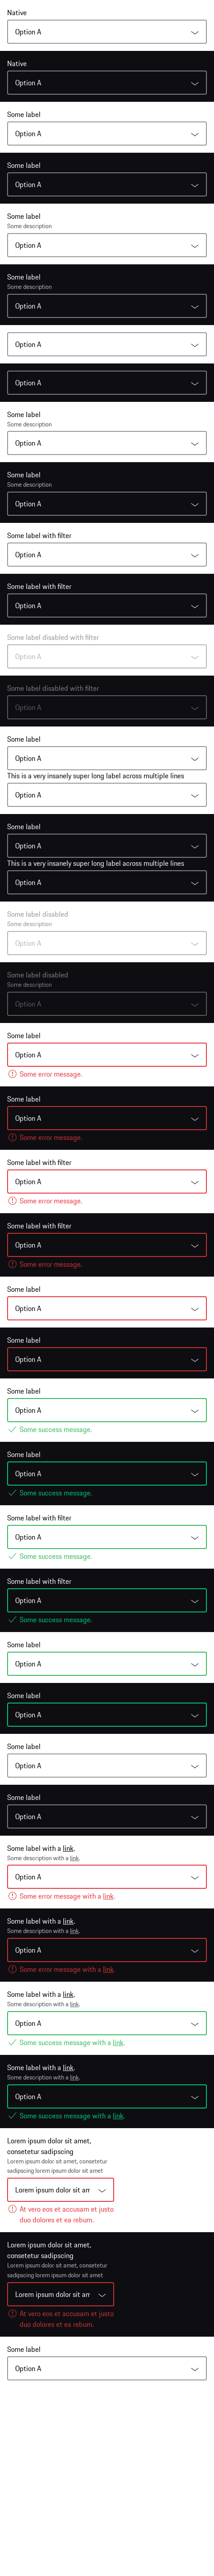 Native
Option A
Native
Option A
Some label
Option A
Some label
Option A
Some label
Some description
Option A
Some label
Some description
Option A
Option A
Option A
Some label
Some description
Option A
Some label
Some description
Option A
Some label with filter
Option A
Some label with filter
Option A
Some label disabled with filter
Option A
Some label disabled with filter
Option A
Some label
Option A
This is a very insanely super long label across multiple lines
Option A
Some label
Option A
This is a very insanely super long label across multiple lines
Option A
Some label disabled
Some description
Option A
Some label disabled
Some description
Option A
Some label
Option A
Some error message.
Some label
Option A
Some error message.
Some label with filter
Option A
Some error message.
Some label with filter
Option A
Some error message.
Some label
Option A
Some label
Option A
Some label
Option A
Some success message.
Some label
Option A
Some success message.
Some label with filter
Option A
Some success message.
Some label with filter
Option A
Some success message.
Some label
Option A
Some label
Option A
Some label
Option A
Some label
Option A
Some label with a link.
Some description with a link.
Option A
Some error message with a link.
Some label with a link.
Some description with a link.
Option A
Some error message with a link.
Some label with a link.
Some description with a link.
Option A
Some success message with a link.
Some label with a link.
Some description with a link.
Option A
Some success message with a link.
Lorem ipsum dolor sit amet,
consetetur sadipscing
Lorem ipsum dolor sit amet, consetetur
sadipscing lorem ipsum dolor sit amet
Lorem ipsum dolor sit am
At vero eos et accusam et justo
duo dolores et ea rebum.
Lorem ipsum dolor sit amet,
consetetur sadipscing
Lorem ipsum dolor sit amet, consetetur
sadipscing lorem ipsum dolor sit amet
Lorem ipsum dolor sit am
At vero eos et accusam et justo
duo dolores et ea rebum.
Some label
Option A